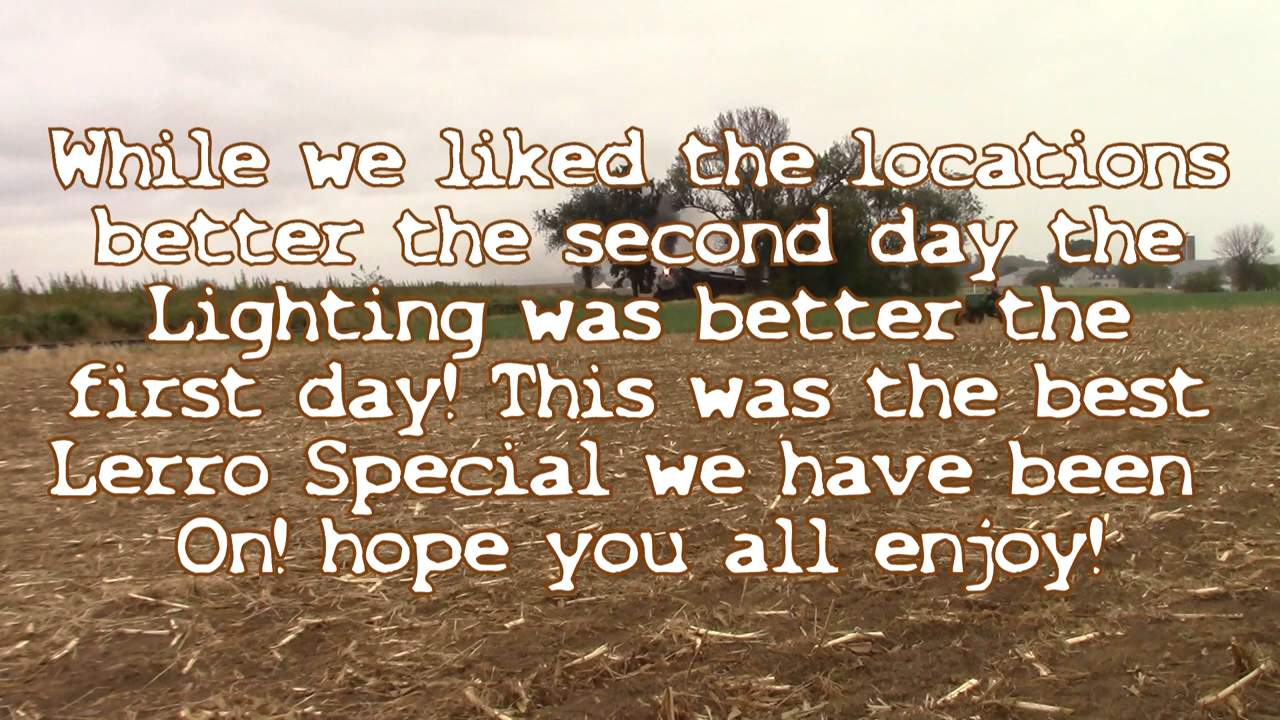 While we liked the locations
better the second day the
Lighting was better the
first day! This was the best
Lerro Special we have been
On! hope you all enjoy!